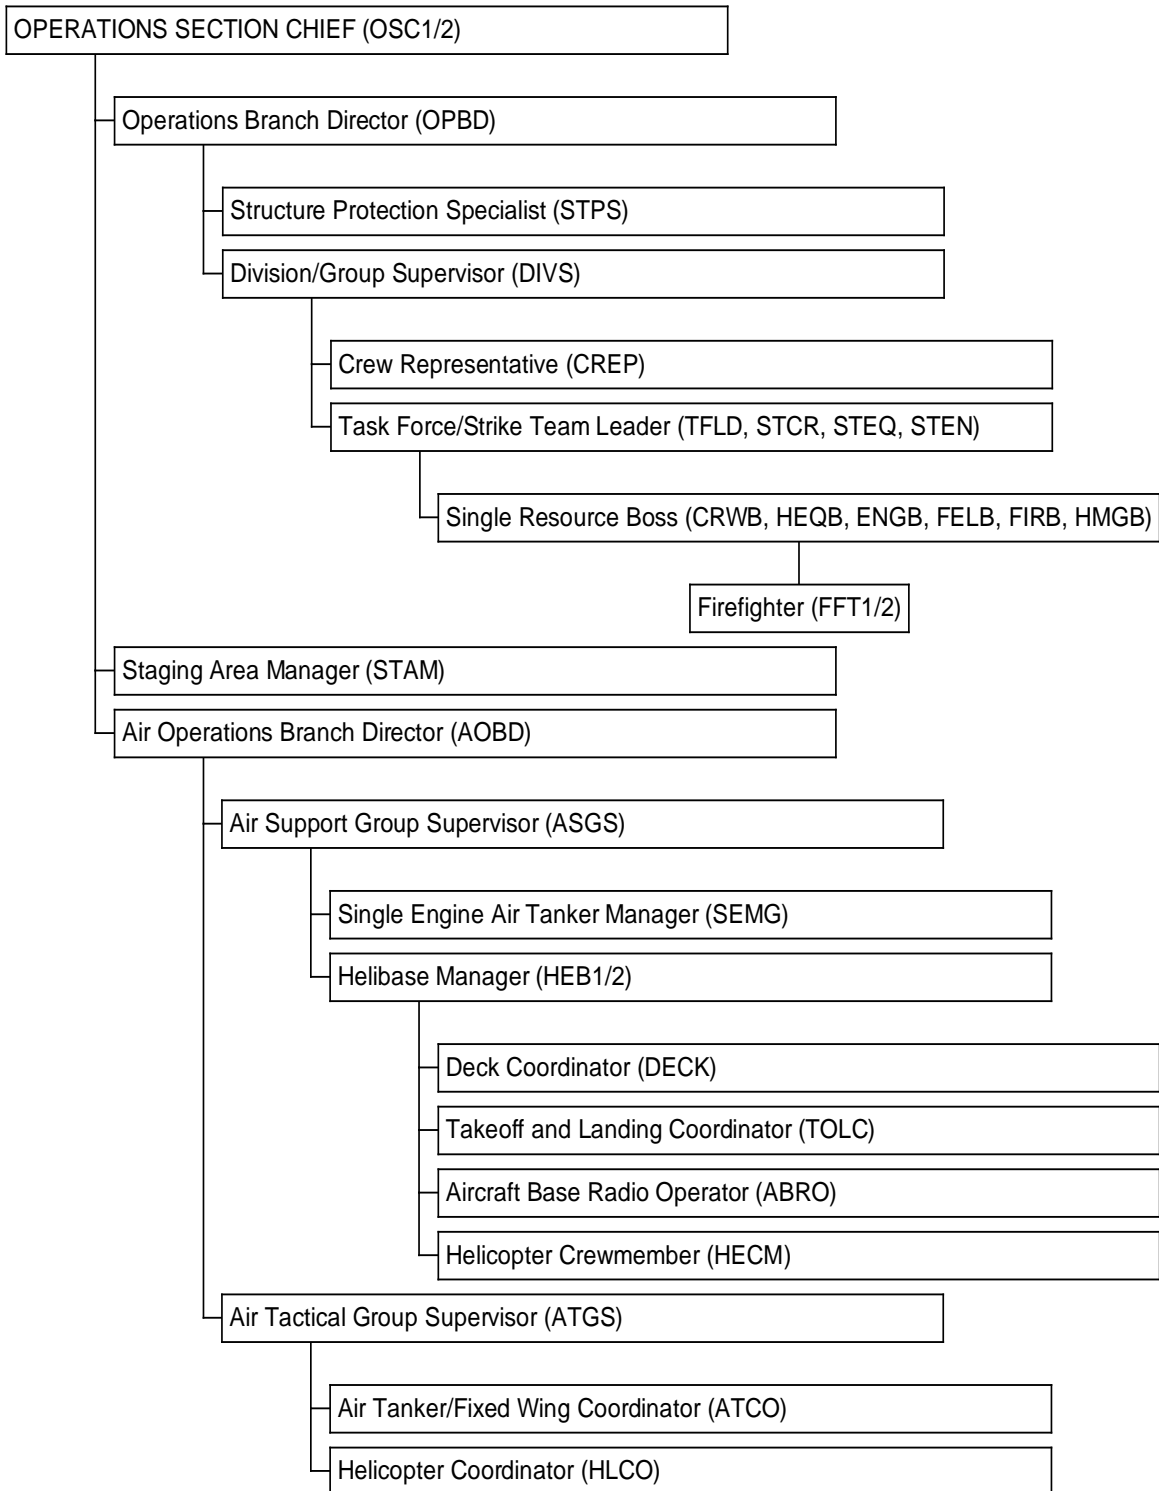 OPERATIONS SECTION CHIEF (OSC1/2)
Operations Branch Director (OPBD)
Structure Protection Specialist (STPS)
Division/Group Supervisor (DIVS)
Crew Representative (CREP)
Task Force/Strike Team Leader (TFLD, STCR, STEQ, STEN)
Single Resource Boss (CRWB, HEQB, ENGB, FELB, FIRB, HMGB)
Firefighter (FFT1/2)
Staging Area Manager (STAM)
Air Operations Branch Director (AOBD)
Air Support Group Supervisor (ASGS)
Single Engine Air Tanker Manager (SEMG)
Helibase Manager (HEB1/2)
Deck Coordinator (DECK)
Takeoff and Landing Coordinator (TOLC)
Aircraft Base Radio Operator (ABRO)
Helicopter Crewmember (HECM)
Air Tactical Group Supervisor (ATGS)
Air Tanker/Fixed Wing Coordinator (ATCO)
Helicopter Coordinator (HLCO)